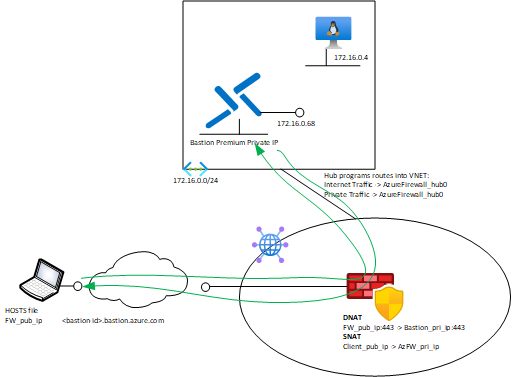 172.16.0.4
172.16.0.68
Bastion Premium Private IP
172.16.0.0/24
Hub programs routes into VNET:
Internet Traffic -> AzureFirewall_hub0
Private Traffic -> AzureFirewall_hub0
HOSTS file
FW_pub_ip <bastion id>.bastion.azure.com
DNAT
FW_pub_ip:443 -> Bastion_pri_ip:443
SNAT
Client_pub_ip -> AzFW_pri_ip